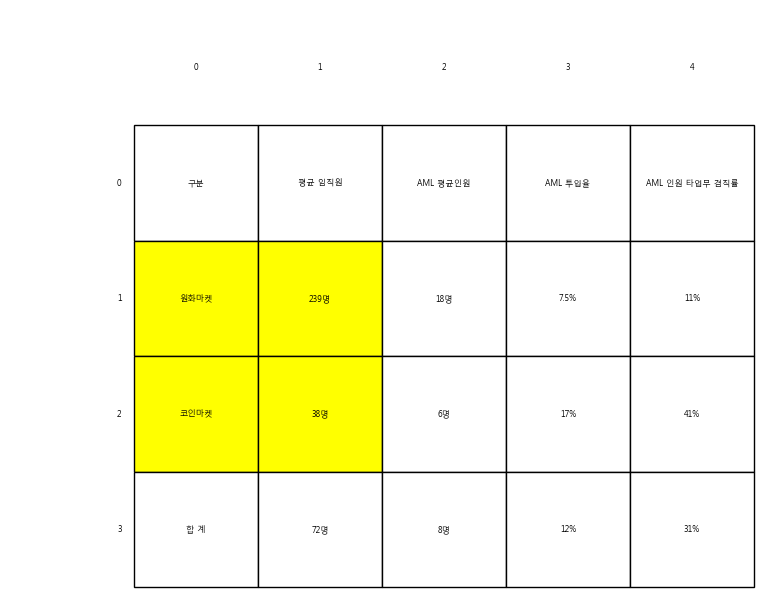 0 1 2 3 4
0 구분 평균 임직원 AML 평균인원 AML 투입율 AML 인원 타업무 겸직률
1 원화마켓 239명 18명 7.5% 11%
2 코인마켓 38명 6명 17% 41%
3 합 계 72명 8명 12% 31%